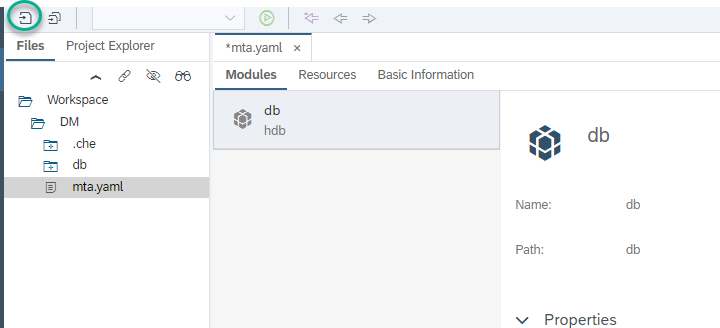 Files Project Explorer
*mta.yaml ×
Modules Resources Basic Information
Workspace
DM
.che
db
mta.yaml
db
hdb
db
Name: db
Path: db
Properties